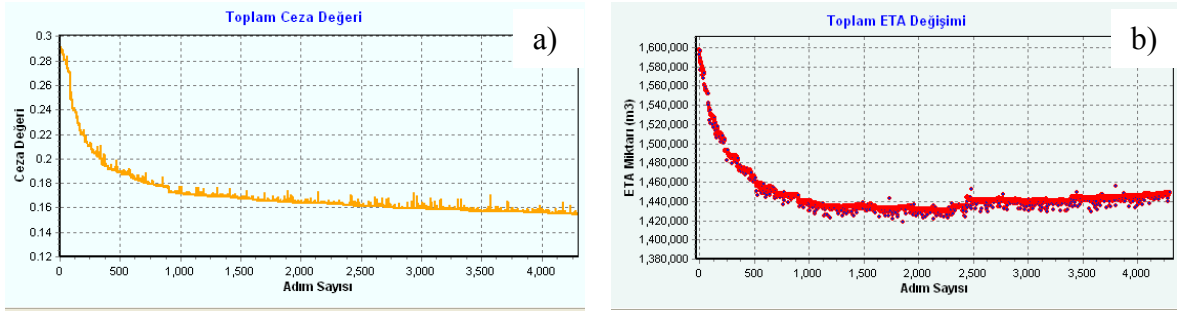 Toplam Ceza Değeri
a)
0.3
0.28
0.26
0.24
0.22
0.2
0.18
0.16
0.14
0.12
Ceza Değeri
0 500 1,000 1,500 2,000 2,500 3,000 3,500 4,000
Adım Sayısı
Toplam ETA Değişimi
b)
1,600,000
1,580,000
1,560,000
1,540,000
1,520,000
1,500,000
1,480,000
1,460,000
1,440,000
1,420,000
1,400,000
1,380,000
ETA Miktarı (m3)
0 500 1,000 1,500 2,000 2,500 3,000 3,500 4,000
Adım Sayısı